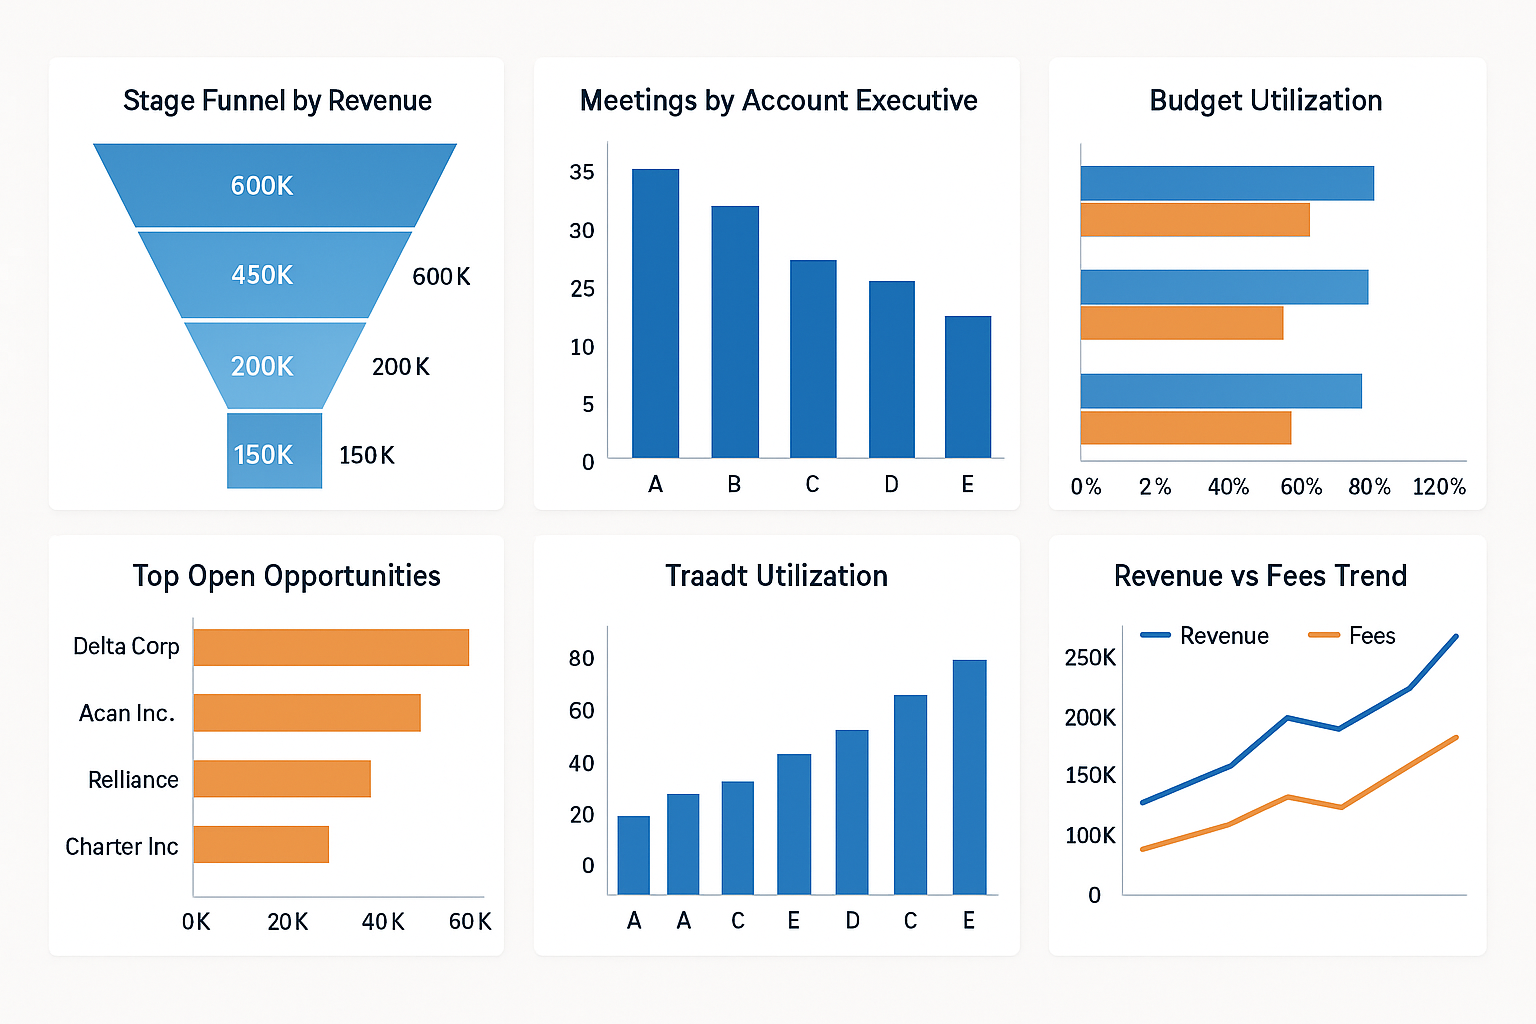 Stage Funnel by Revenue
600K
450K
600K
200K
200K
150K
150K
Meetings by Account Executive
35
30
25
10
5
0
A B C D E
Budget Utilization
0% 2% 40% 60% 80% 120%
Top Open Opportunities
Delta Corp
Acan Inc.
Relliance
Charter Inc
0K 20K 40K 60K
Traadt Utilization
80
60
40
20
0
A A C E D C E
Revenue vs Fees Trend
Revenue Fees
250K
200K
150K
100K
0